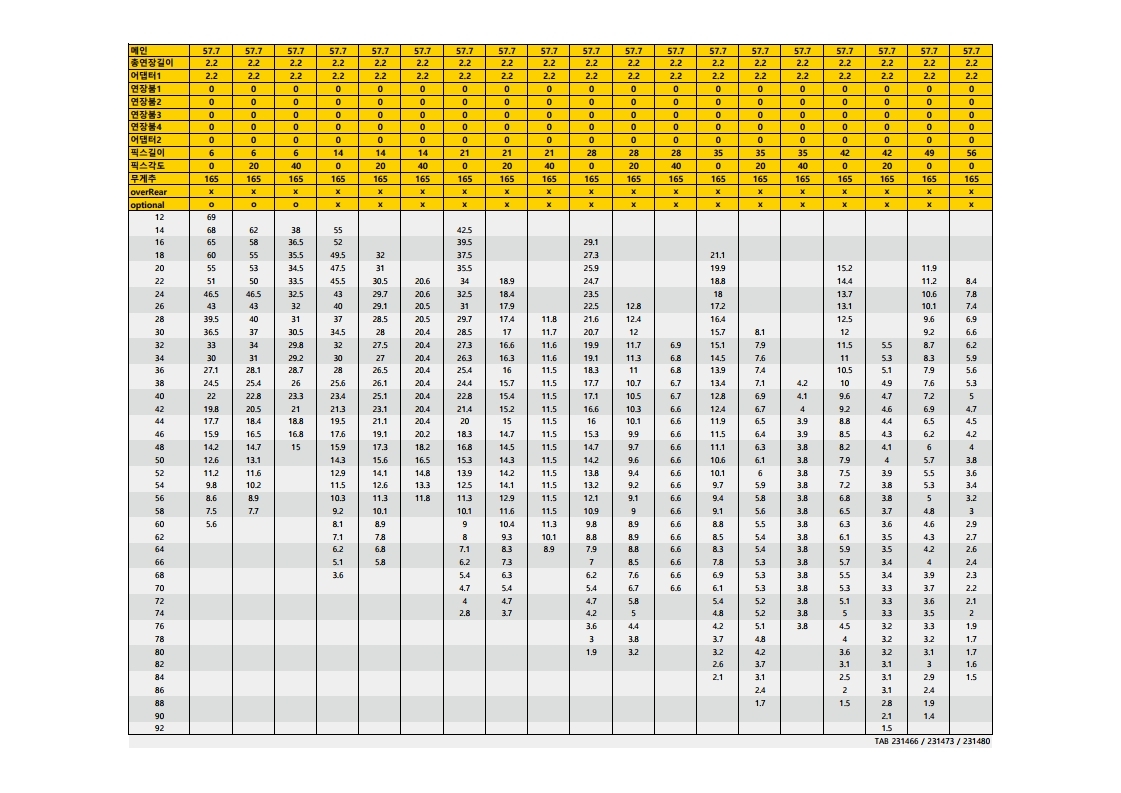 메인 57.7 57.7 57.7 57.7 57.7 57.7 57.7 57.7 57.7 57.7 57.7 57.7 57.7 57.7 57.7 57.7 57.7 57.7 57.7
총연장길이 2.2 2.2 2.2 2.2 2.2 2.2 2.2 2.2 2.2 2.2 2.2 2.2 2.2 2.2 2.2 2.2 2.2 2.2 2.2
어댑터1 2.2 2.2 2.2 2.2 2.2 2.2 2.2 2.2 2.2 2.2 2.2 2.2 2.2 2.2 2.2 2.2 2.2 2.2 2.2
연장붐1 0 0 0 0 0 0 0 0 0 0 0 0 0 0 0 0 0 0 0
연장붐2 0 0 0 0 0 0 0 0 0 0 0 0 0 0 0 0 0 0 0
연장붐3 0 0 0 0 0 0 0 0 0 0 0 0 0 0 0 0 0 0 0
연장붐4 0 0 0 0 0 0 0 0 0 0 0 0 0 0 0 0 0 0 0
어댑터2 0 0 0 0 0 0 0 0 0 0 0 0 0 0 0 0 0 0 0
픽스길이 6 6 6 14 14 14 21 21 21 28 28 28 35 35 35 42 42 49 56
픽스각도 0 20 40 0 20 40 0 20 40 0 20 40 0 20 40 0 20 0 0
무게추 165 165 165 165 165 165 165 165 165 165 165 165 165 165 165 165 165 165 165
overRear x x x x x x x x x x x x x x x x x x x
optional o o o x x x x x x x x x x x x x x x x
12 69
14 68 62 38 55 42.5
16 65 58 36.5 52 39.5 29.1
18 60 55 35.5 49.5 32 37.5 27.3 21.1
20 55 53 34.5 47.5 31 35.5 25.9 19.9 15.2 11.9
22 51 50 33.5 45.5 30.5 20.6 34 18.9 24.7 18.8 14.4 11.2 8.4
24 46.5 46.5 32.5 43 29.7 20.6 32.5 18.4 23.5 18 13.7 10.6 7.8
26 43 43 32 40 29.1 20.5 31 17.9 22.5 12.8 17.2 13.1 10.1 7.4
28 39.5 40 31 37 28.5 20.5 29.7 17.4 11.8 21.6 12.4 16.4 12.5 9.6 6.9
30 36.5 37 30.5 34.5 28 20.4 28.5 17 11.7 20.7 12 15.7 8.1 12 9.2 6.6
32 33 34 29.8 32 27.5 20.4 27.3 16.6 11.6 19.9 11.7 6.9 15.1 7.9 11.5 5.5 8.7 6.2
34 30 31 29.2 30 27 20.4 26.3 16.3 11.6 19.1 11.3 6.8 14.5 7.6 11 5.3 8.3 5.9
36 27.1 28.1 28.7 28 26.5 20.4 25.4 16 11.5 18.3 11 6.8 13.9 7.4 10.5 5.1 7.9 5.6
38 24.5 25.4 26 25.6 26.1 20.4 24.4 15.7 11.5 17.7 10.7 6.7 13.4 7.1 4.2 10 4.9 7.6 5.3
40 22 22.8 23.3 23.4 25.1 20.4 22.8 15.4 11.5 17.1 10.5 6.7 12.8 6.9 4.1 9.6 4.7 7.2 5
42 19.8 20.5 21 21.3 23.1 20.4 21.4 15.2 11.5 16.6 10.3 6.6 12.4 6.7 4 9.2 4.6 6.9 4.7
44 17.7 18.4 18.8 19.5 21.1 20.4 20 15 11.5 16 10.1 6.6 11.9 6.5 3.9 8.8 4.4 6.5 4.5
46 15.9 16.5 16.8 17.6 19.1 20.2 18.3 14.7 11.5 15.3 9.9 6.6 11.5 6.4 3.9 8.5 4.3 6.2 4.2
48 14.2 14.7 15 15.9 17.3 18.2 16.8 14.5 11.5 14.7 9.7 6.6 11.1 6.3 3.8 8.2 4.1 6 4
50 12.6 13.1 14.3 15.6 16.5 15.3 14.3 11.5 14.2 9.6 6.6 10.6 6.1 3.8 7.9 4 5.7 3.8
52 11.2 11.6 12.9 14.1 14.8 13.9 14.2 11.5 13.8 9.4 6.6 10.1 6 3.8 7.5 3.9 5.5 3.6
54 9.8 10.2 11.5 12.6 13.3 12.5 14.1 11.5 13.2 9.2 6.6 9.7 5.9 3.8 7.2 3.8 5.3 3.4
56 8.6 8.9 10.3 11.3 11.8 11.3 12.9 11.5 12.1 9.1 6.6 9.4 5.8 3.8 6.8 3.8 5 3.2
58 7.5 7.7 9.2 10.1 10.1 11.6 11.5 10.9 9 6.6 9.1 5.6 3.8 6.5 3.7 4.8 3
60 5.6 8.1 8.9 9 10.4 11.3 9.8 8.9 6.6 8.8 5.5 3.8 6.3 3.6 4.6 2.9
62 7.1 7.8 8 9.3 10.1 8.8 8.9 6.6 8.5 5.4 3.8 6.1 3.5 4.3 2.7
64 6.2 6.8 7.1 8.3 8.9 7.9 8.8 6.6 8.3 5.4 3.8 5.9 3.5 4.2 2.6
66 5.1 5.8 6.2 7.3 7 8.5 6.6 7.8 5.3 3.8 5.7 3.4 4 2.4
68 3.6 5.4 6.3 6.2 7.6 6.6 6.9 5.3 3.8 5.5 3.4 3.9 2.3
70 4.7 5.4 5.4 6.7 6.6 6.1 5.3 3.8 5.3 3.3 3.7 2.2
72 4 4.7 4.7 5.8 5.4 5.2 3.8 5.1 3.3 3.6 2.1
74 2.8 3.7 4.2 5 4.8 5.2 3.8 5 3.3 3.5 2
76 3.6 4.4 4.2 5.1 3.8 4.5 3.2 3.3 1.9
78 3 3.8 3.7 4.8 4 3.2 3.2 1.7
80 1.9 3.2 3.2 4.2 3.6 3.2 3.1 1.7
82 2.6 3.7 3.1 3.1 3 1.6
84 2.1 3.1 2.5 3.1 2.9 1.5
86 2.4 2 3.1 2.4
88 1.7 1.5 2.8 1.9
90 2.1 1.4
92 1.5
TAB 231466 / 231473 / 231480